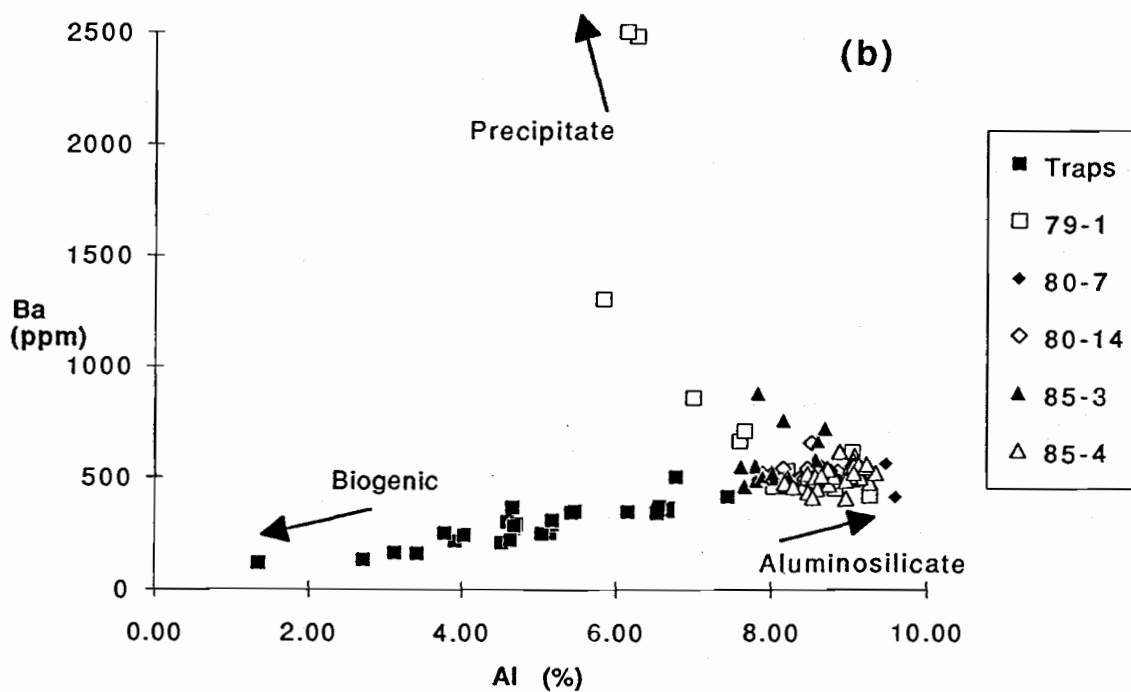 (b)
2500
2000
1500
1000
500
0
Ba
(ppm)
Precipitate
Biogenic
Aluminosilicate
0.00 2.00 4.00 6.00 8.00 10.00
Al (%)
Traps
79-1
80-7
80-14
85-3
85-4